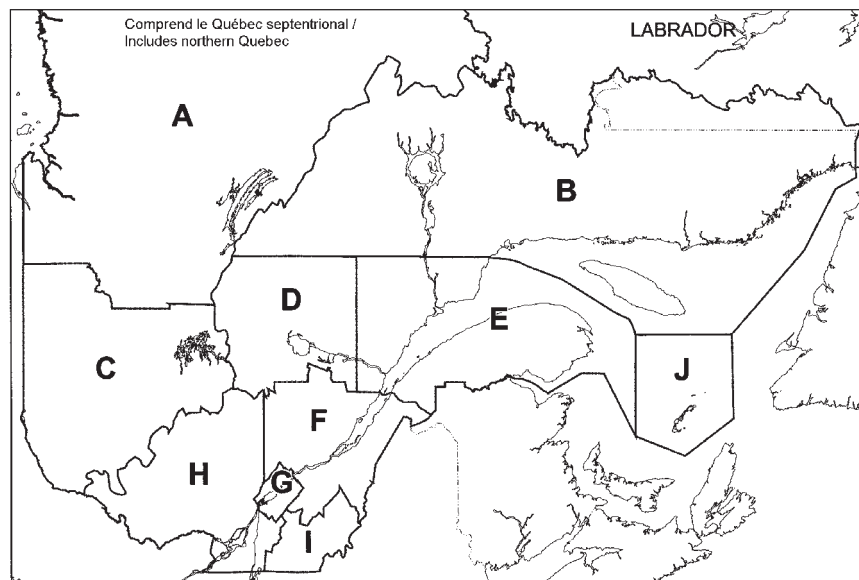 Comprend le Québec septentrional /
Includes northern Quebec
LABRADOR
A
B
D
E
C
J
F
H
G
I